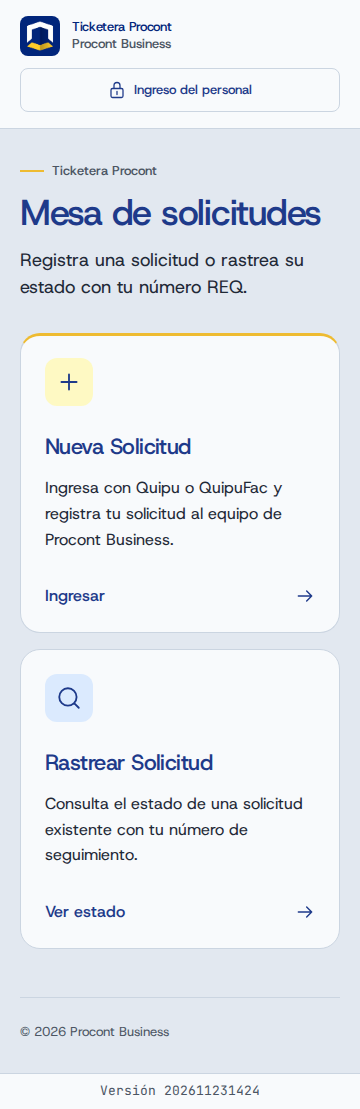 Ticketera Procont
Procont Business
Ingreso del personal
Ticketera Procont
Mesa de solicitudes
Registra una solicitud o rastrea su
estado con tu número REQ.
Nueva Solicitud
Ingresa con Quipu o QuipuFac y
registra tu solicitud al equipo de
Procont Business.
Ingresar
Rastrear Solicitud
Consulta el estado de una solicitud
existente con tu número de
seguimiento.
Ver estado
© 2026 Procont Business
Versión 202611231424